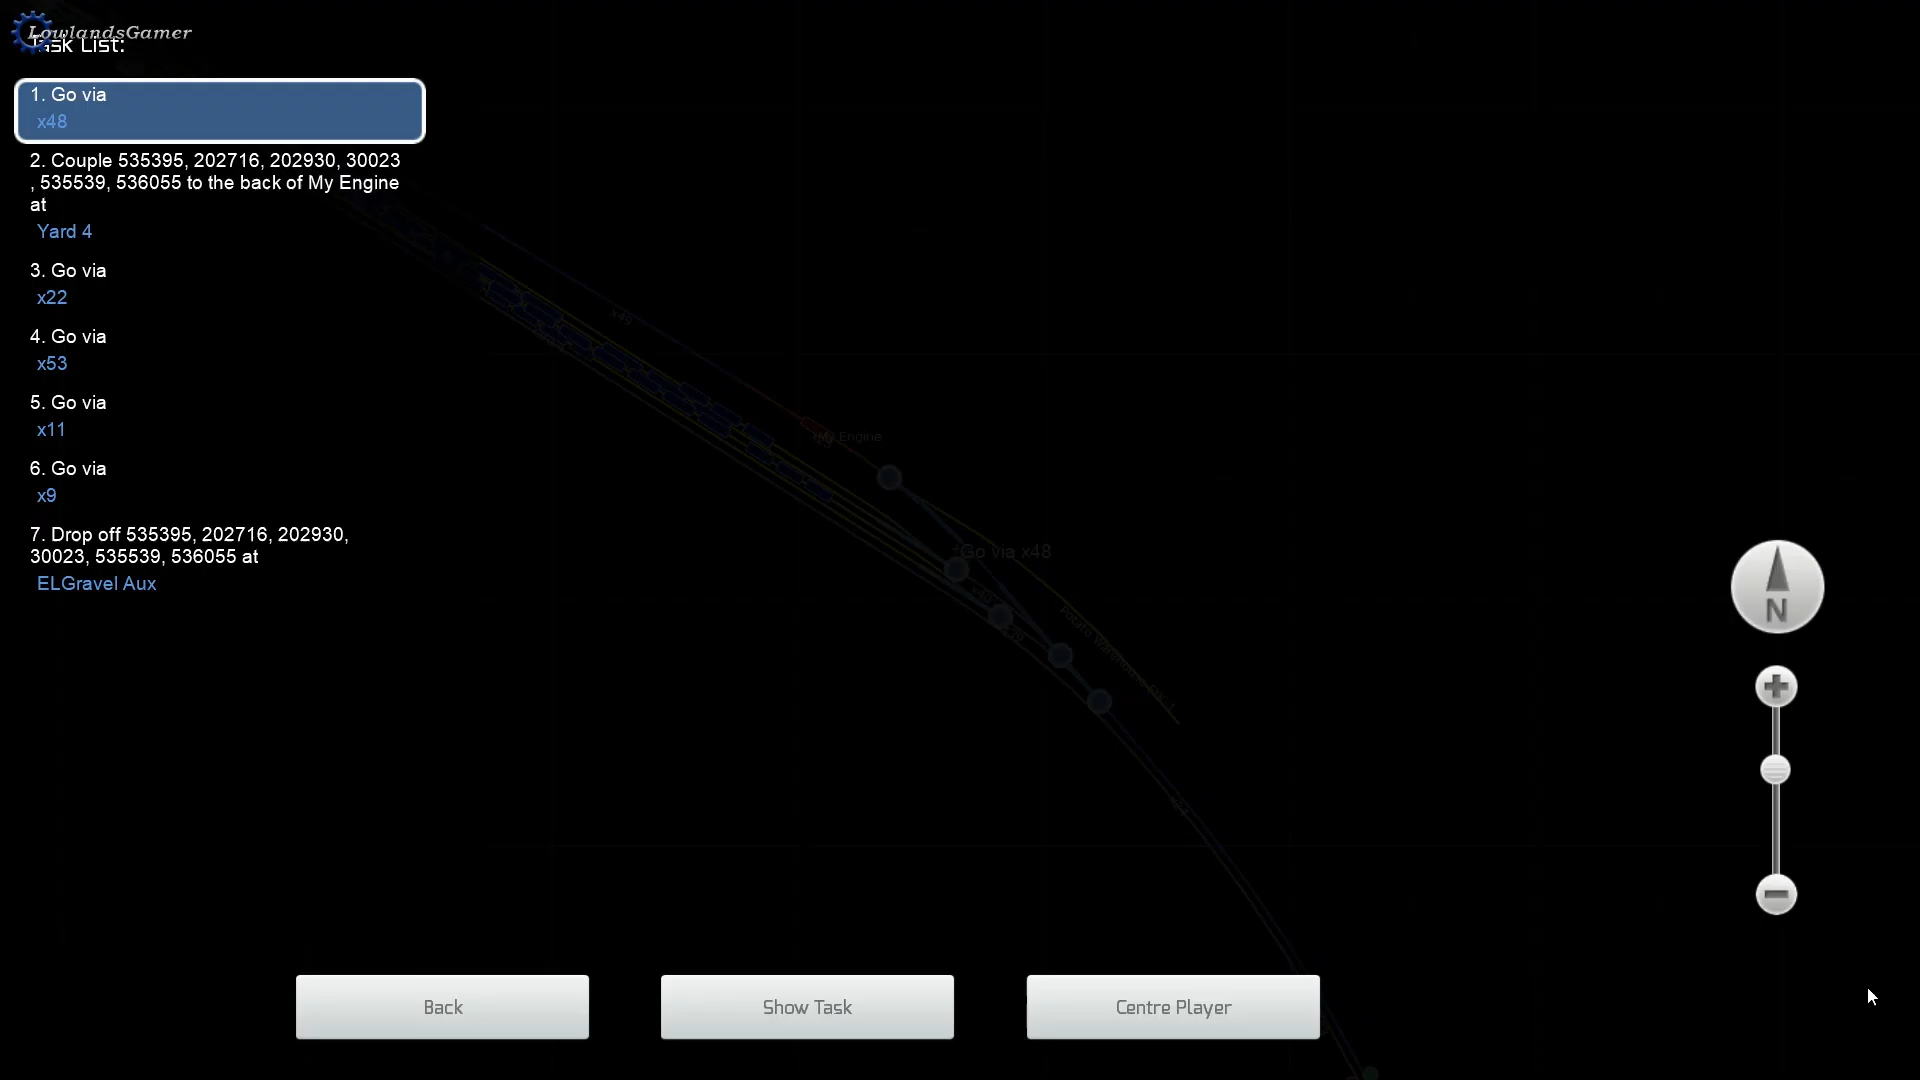 LowlandsGamer
Task List:
1. Go via
x48
2. Couple 535395, 202716, 202930, 30023
, 535539, 536055 to the back of My Engine
at
Yard 4
3. Go via
x22
4. Go via
x53
5. Go via
x11
6. Go via
x9
7. Drop off 535395, 202716, 202930,
30023, 535539, 536055 at
ELGravel Aux
x49
My Engine
Go via x48
N
Back
Show Task
Centre Player